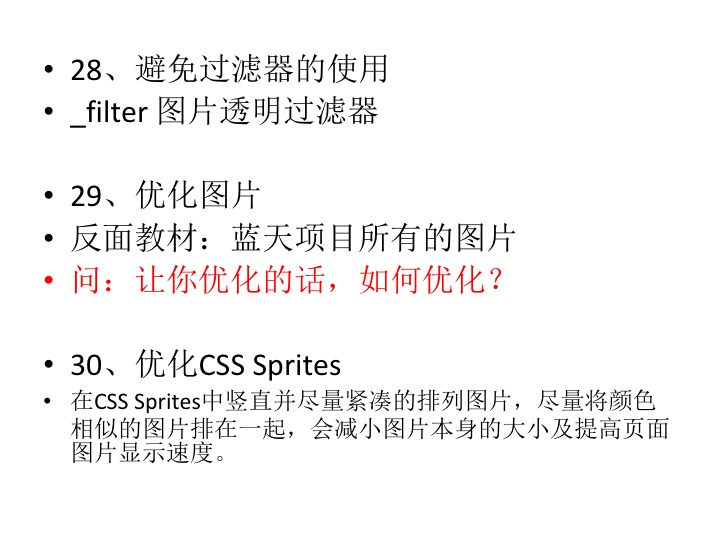 • 28、避免过滤器的使用
• _filter 图片透明过滤器
• 29、优化图片
• 反面教材：蓝天项目所有的图片
• 问：让你优化的话，如何优化？
• 30、优化CSS Sprites
• 在CSS Sprites中竖直并尽量紧凑的排列图片，尽量将颜色
相似的图片排在一起，会减小图片本身的大小及提高页面
图片显示速度。